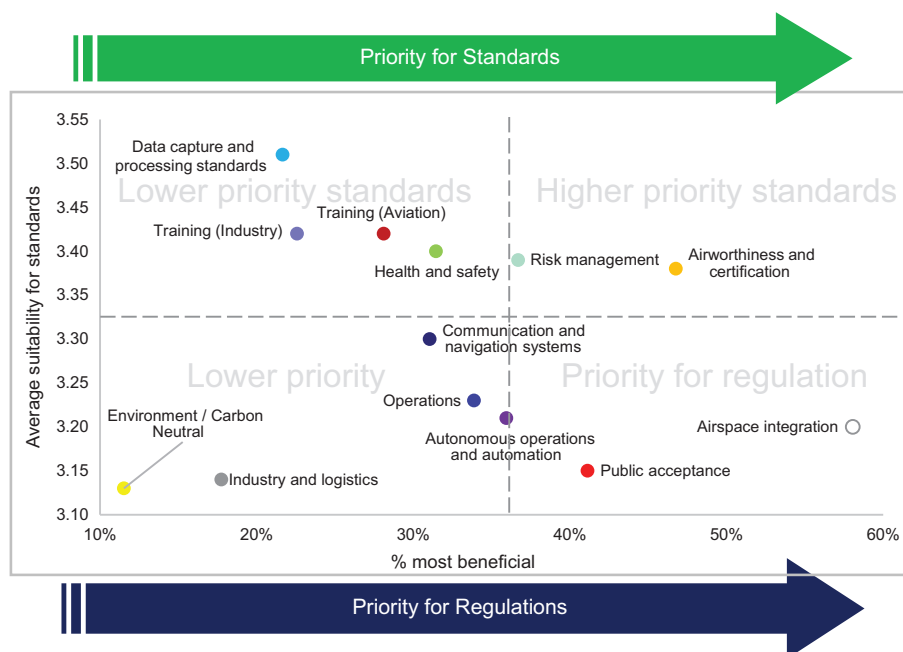 Priority for Standards
3.55
3.50
3.45
3.40
3.35
3.30
3.25
3.20
3.15
3.10
Average suitability for standards
Data capture and
processing standards
Lower priority standards
Higher priority standards
Training (Aviation)
Training (Industry)
Health and safety
Risk management
Airworthiness and
certification
Communication and
navigation systems
Lower priority
Priority for regulation
Operations
Environment / Carbon
Neutral
Autonomous operations
and automation
Airspace integration
Industry and logistics
Public acceptance
10%
20%
30%
40%
50%
60%
% most beneficial
Priority for Regulations